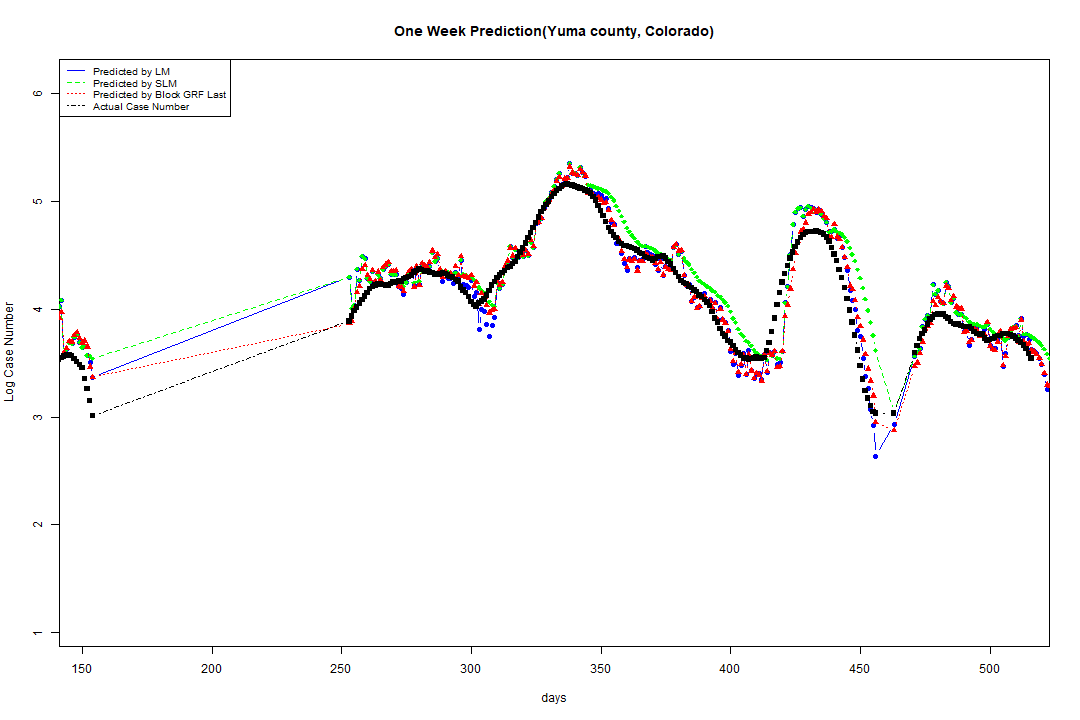 One Week Prediction(Yuma county, Colorado)
Predicted by LM
Predicted by SLM
Predicted by Block GRF Last
Actual Case Number
6
5
4
3
2
1
Log Case Number
150 200 250 300 350 400 450 500
days